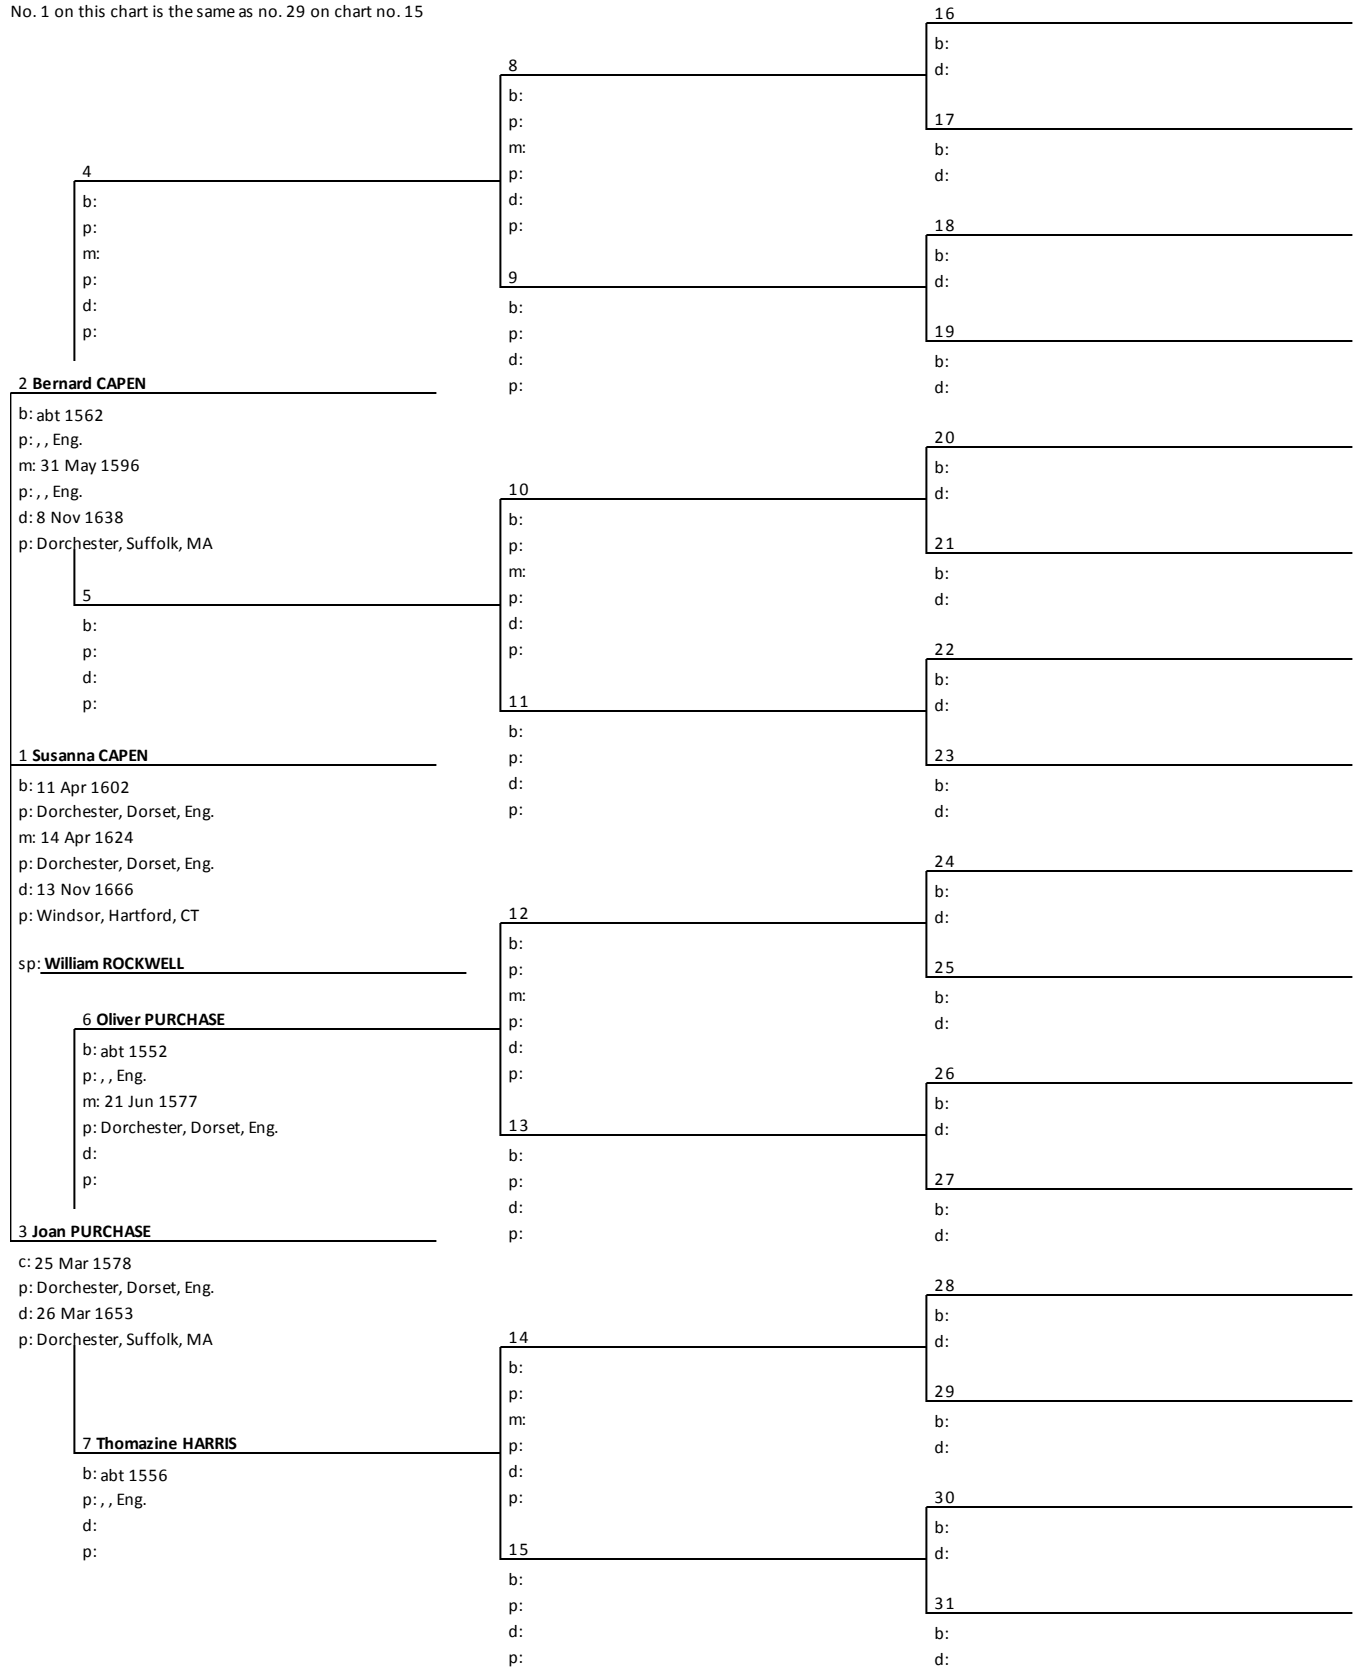 No. 1 on this chart is the same as no. 29 on chart no. 15
16
b:
d:
8
b:
p:
m:
p:
d:
p:
17
b:
d:
4
b:
p:
m:
p:
d:
p:
18
b:
d:
9
b:
p:
d:
p:
19
b:
d:
2 Bernard CAPEN
b: abt 1562
p: , , Eng.
m: 31 May 1596
p: , , Eng.
d: 8 Nov 1638
p: Dorchester, Suffolk, MA
20
b:
d:
10
b:
p:
m:
p:
d:
p:
21
b:
d:
5
b:
p:
d:
p:
22
b:
d:
11
b:
p:
d:
p:
23
b:
d:
1 Susanna CAPEN
b: 11 Apr 1602
p: Dorchester, Dorset, Eng.
m: 14 Apr 1624
p: Dorchester, Dorset, Eng.
d: 13 Nov 1666
p: Windsor, Hartford, CT
sp: William ROCKWELL
24
b:
d:
12
b:
p:
m:
p:
d:
p:
25
b:
d:
6 Oliver PURCHASE
b: abt 1552
p: , , Eng.
m: 21 Jun 1577
p: Dorchester, Dorset, Eng.
d:
p:
26
b:
d:
13
b:
p:
d:
p:
27
b:
d:
3 Joan PURCHASE
c: 25 Mar 1578
p: Dorchester, Dorset, Eng.
d: 26 Mar 1653
p: Dorchester, Suffolk, MA
28
b:
d:
14
b:
p:
m:
p:
d:
p:
29
b:
d:
7 Thomazine HARRIS
b: abt 1556
p: , , Eng.
d:
p:
30
b:
d:
15
b:
p:
d:
p:
31
b:
d: